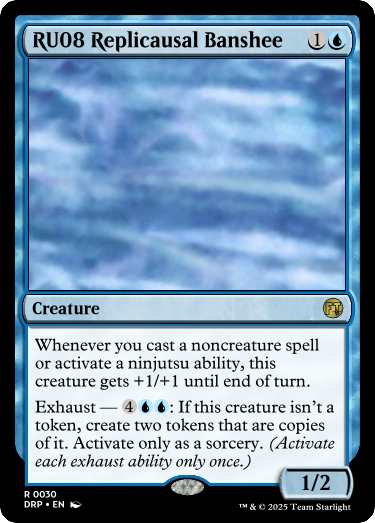 RU08 Replicausal Banshee
1
Creature
FT
Whenever you cast a noncreature spell
or activate a ninjutsu ability, this
creature gets +1/+1 until end of turn.
Exhaust — 4: If this creature isn't a
token, create two tokens that are copies
of it. Activate only as a sorcery. (Activate
each exhaust ability only once.)
1/2
R 0030
DRP • EN
™ & © 2025 Team Starlight